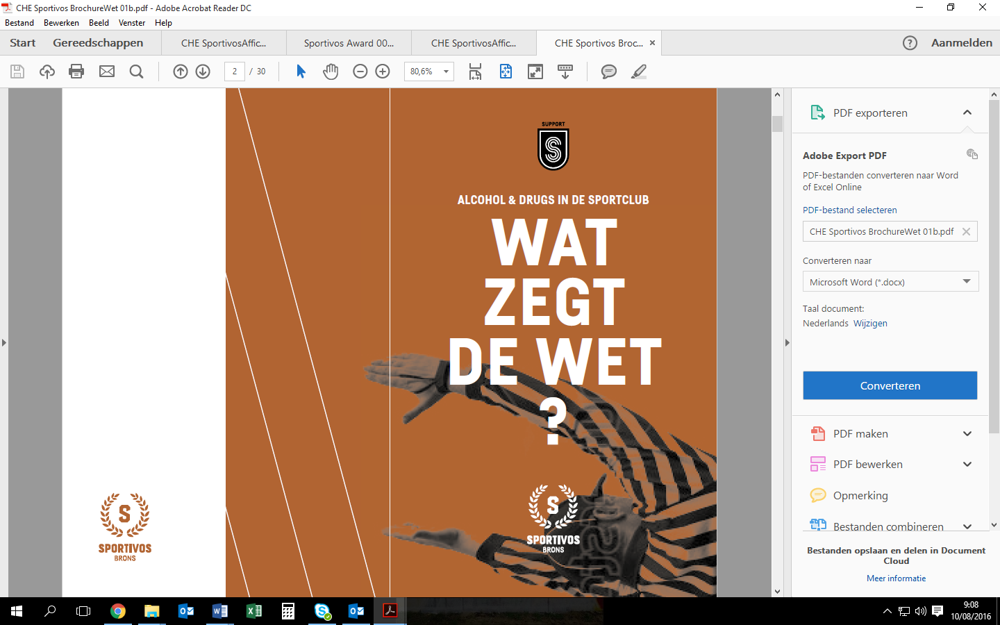 CHE Sportivos BrochureWet 01b.pdf - Adobe Acrobat Reader DC
Bestand Bewerken Beeld Venster Help
Start Gereedschappen CHE SportivosAffic... Sportivos Award 00... CHE SportivosAffic... CHE Sportivos Broc... Aanmelden
2 / 30 80,6%
SUPPORT
S
ALCOHOL & DRUGS IN DE SPORTCLUB
WAT
ZEGT
DE WET
?
S
SPORTIVOS
BRONS
S
SPORTIVOS
BRONS
PDF exporteren
Adobe Export PDF
PDF-bestanden converteren naar Word
of Excel Online
PDF-bestand selecteren
CHE Sportivos BrochureWet 01b.pdf
Converteren naar
Microsoft Word (*.docx)
Taal document:
Nederlands Wijzigen
Converteren
PDF maken
PDF bewerken
Opmerking
Bestanden combineren
Bestanden opslaan en delen in Document
Cloud
Meer informatie
9:08
10/08/2016